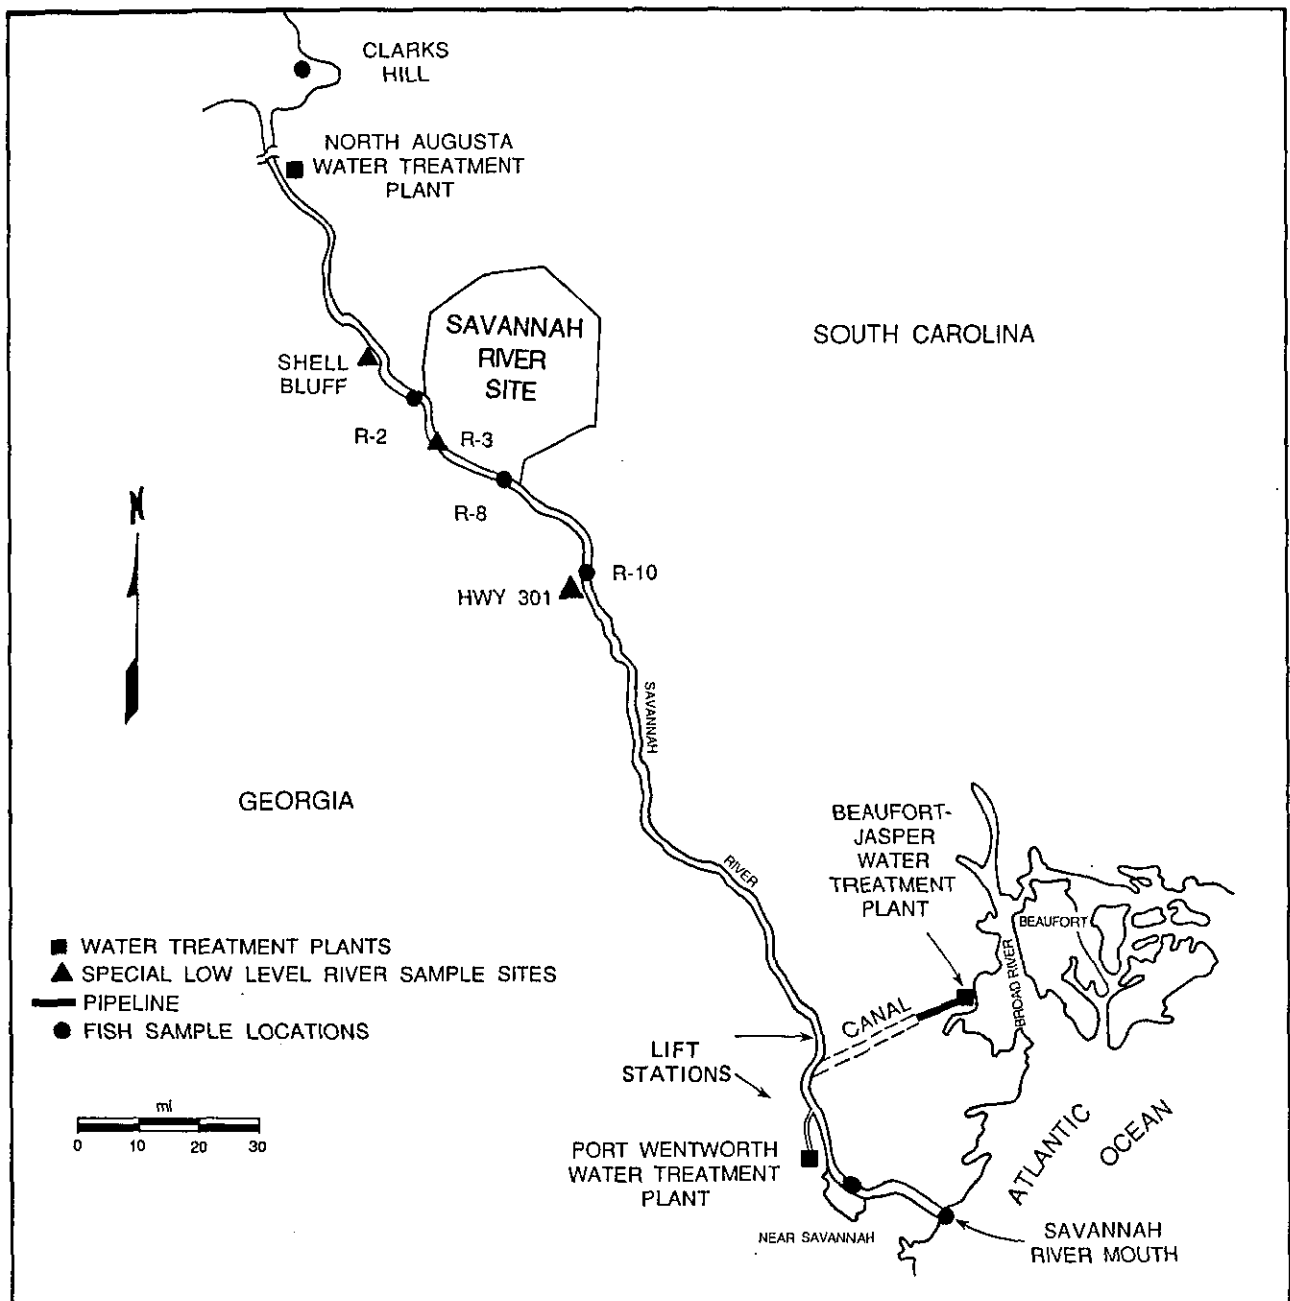 CLARKS
HILL
NORTH AUGUSTA
WATER TREATMENT
PLANT
SAVANNAH
RIVER
SITE
SOUTH CAROLINA
SHELL
BLUFF
R-2
R-3
R-8
N
R-10
HWY 301
SAVANNAH
RIVER
GEORGIA
BEAUFORT-
JASPER
WATER
TREATMENT
PLANT
BEAUFORT
BROAD RIVER
WATER TREATMENT PLANTS
SPECIAL LOW LEVEL RIVER SAMPLE SITES
PIPELINE
FISH SAMPLE LOCATIONS
CANAL
LIFT
STATIONS
mi
0 10 20 30
ATLANTIC
OCEAN
PORT WENTWORTH
WATER TREATMENT
PLANT
NEAR SAVANNAH
SAVANNAH
RIVER MOUTH